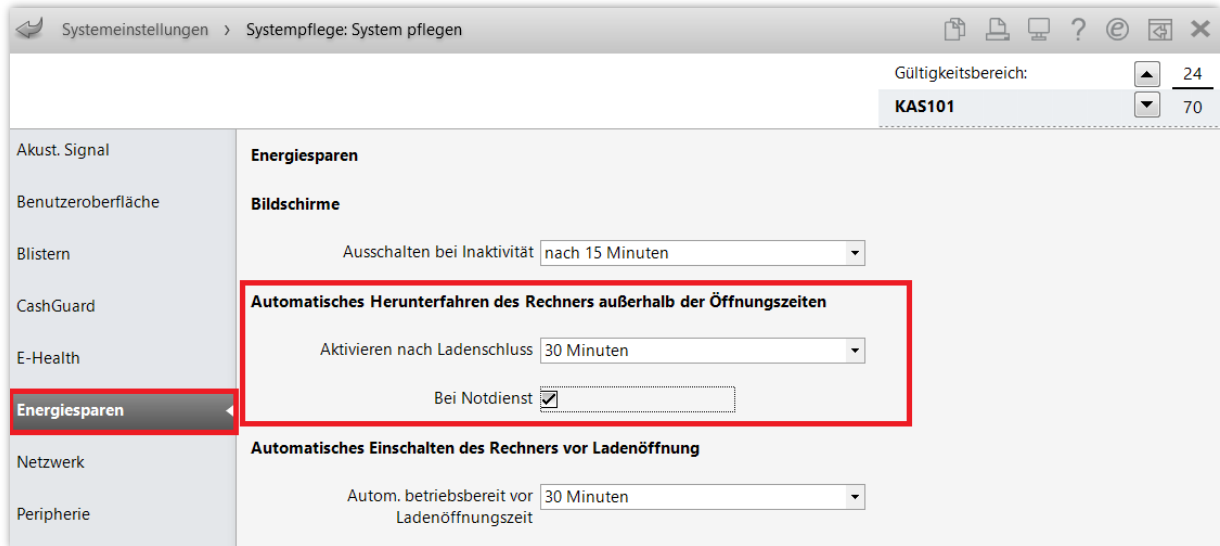 Systemeinstellungen > Systempflege: System pflegen ? e
Gültigkeitsbereich: 24
KAS101 70
Akust. Signal
Benutzeroberfläche
Blistern
CashGuard
E-Health
Energiesparen
Netzwerk
Peripherie
Energiesparen
Bildschirme
Ausschalten bei Inaktivität nach 15 Minuten
Automatisches Herunterfahren des Rechners außerhalb der Öffnungszeiten
Aktivieren nach Ladenschluss 30 Minuten
Bei Notdienst
Automatisches Einschalten des Rechners vor Ladenöffnung
Autom. betriebsbereit vor 30 Minuten
Ladenöffnungszeit